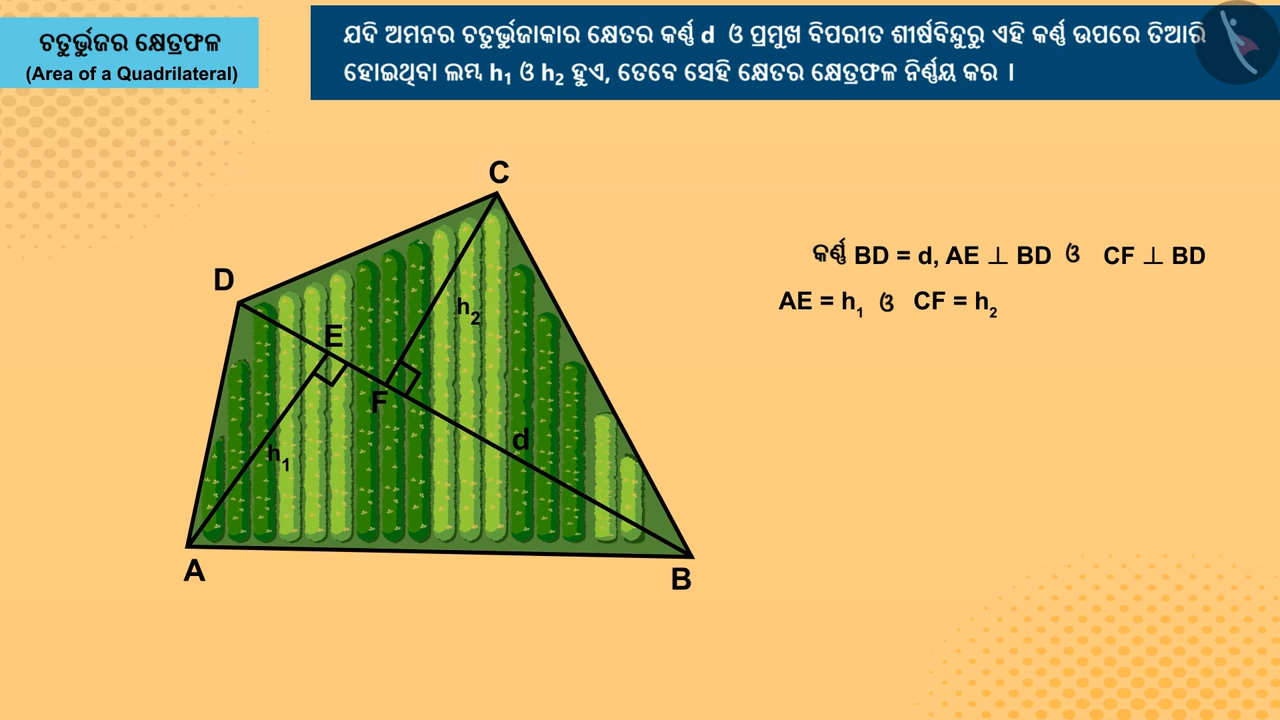 ଚତୁର୍ଭୁଜର କ୍ଷେତ୍ରଫଳ
(Area of a Quadrilateral)
ଯଦି ଅମନର ଚତୁର୍ଭୁଜାକାର କ୍ଷେତର କର୍ଣ୍ଣ d ଓ ପ୍ରମୁଖ ବିପରୀତ ଶୀର୍ଷବିନ୍ଦୁରୁ ଏହି କର୍ଣ୍ଣ ଉପରେ ତିଆରି
ହୋଇଥିବା ଲମ୍ବ h₁ ଓ h₂ ହୁଏ, ତେବେ ସେହି କ୍ଷେତର କ୍ଷେତ୍ରଫଳ ନିର୍ଣ୍ଣୟ କର ।
C
D
E
h₂
F
d
h₁
A
B
କର୍ଣ୍ଣ BD = d, AE ⊥ BD ଓ CF ⊥ BD
AE = h₁ ଓ CF = h₂